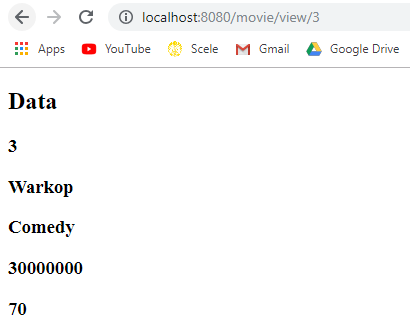 localhost:8080/movie/view/3
Apps YouTube Scele Gmail Google Drive
Data
3
Warkop
Comedy
30000000
70